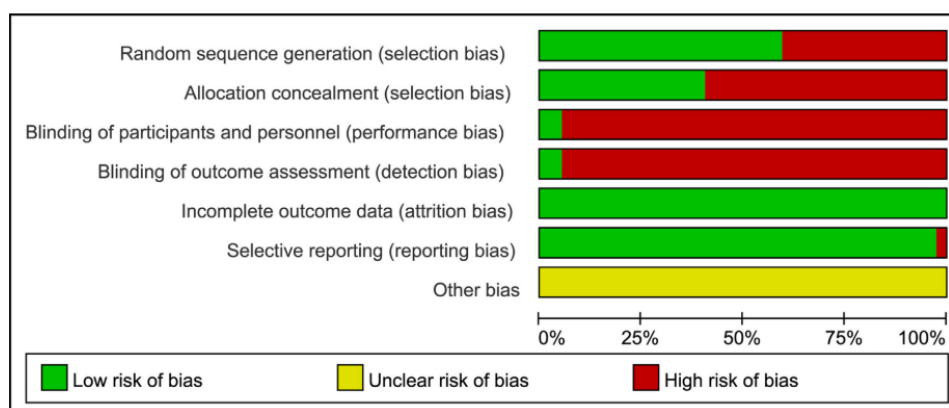 Random sequence generation (selection bias)
Allocation concealment (selection bias)
Blinding of participants and personnel (performance bias)
Blinding of outcome assessment (detection bias)
Incomplete outcome data (attrition bias)
Selective reporting (reporting bias)
Other bias
0% 25% 50% 75% 100%
Low risk of bias Unclear risk of bias High risk of bias